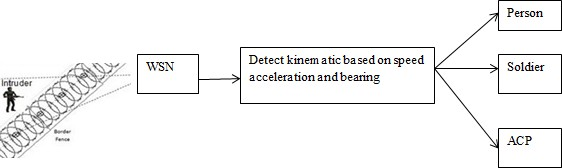 Person
WSN
Detect kinematic based on speed
acceleration and bearing
Soldier
Intruder
Border
Fence
ACP